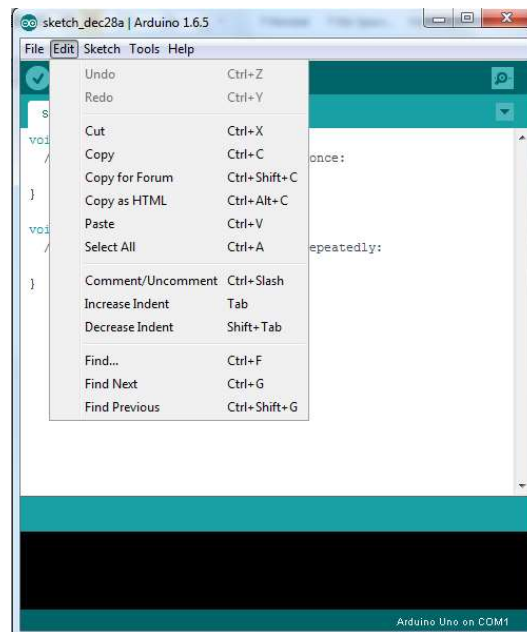 sketch_dec28a | Arduino 1.6.5
File Edit Sketch Tools Help
Undo Ctrl+Z
Redo Ctrl+Y
s
Cut Ctrl+X
voi
Copy Ctrl+C
/ once:
Copy for Forum Ctrl+Shift+C
Copy as HTML Ctrl+Alt+C
}
Paste Ctrl+V
voi
Select All Ctrl+A
/ epeatedly:
Comment/Uncomment Ctrl+Slash
}
Increase Indent Tab
Decrease Indent Shift+Tab
Find... Ctrl+F
Find Next Ctrl+G
Find Previous Ctrl+Shift+G
Arduino Uno on COM1